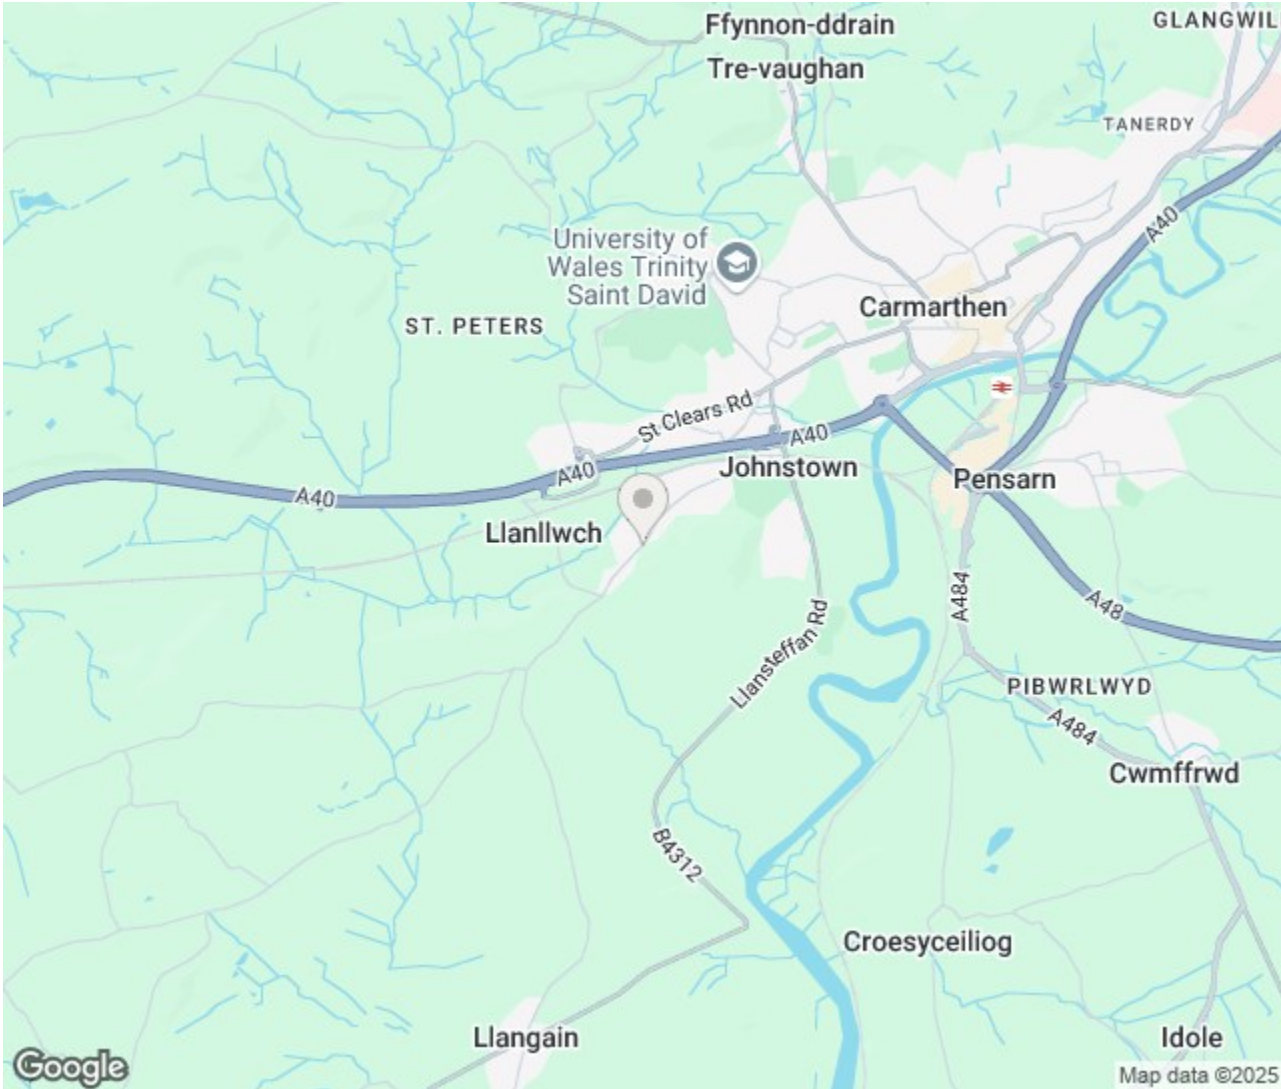 Ffynnon-ddrain
GLANGWIL
Tre-vaughan
TANERDY
A40
University of
Wales Trinity
Saint David
Carmarthen
ST. PETERS
St Clears Rd
A40
A40
Johnstown
Pensarn
A40
Llanllwch
A484
A48
Llansteffan Rd
PIBWRLWYD
A484
Cwmffrwd
B4312
Croesyceiliog
Llangain
Idole
Google
Map data ©2025